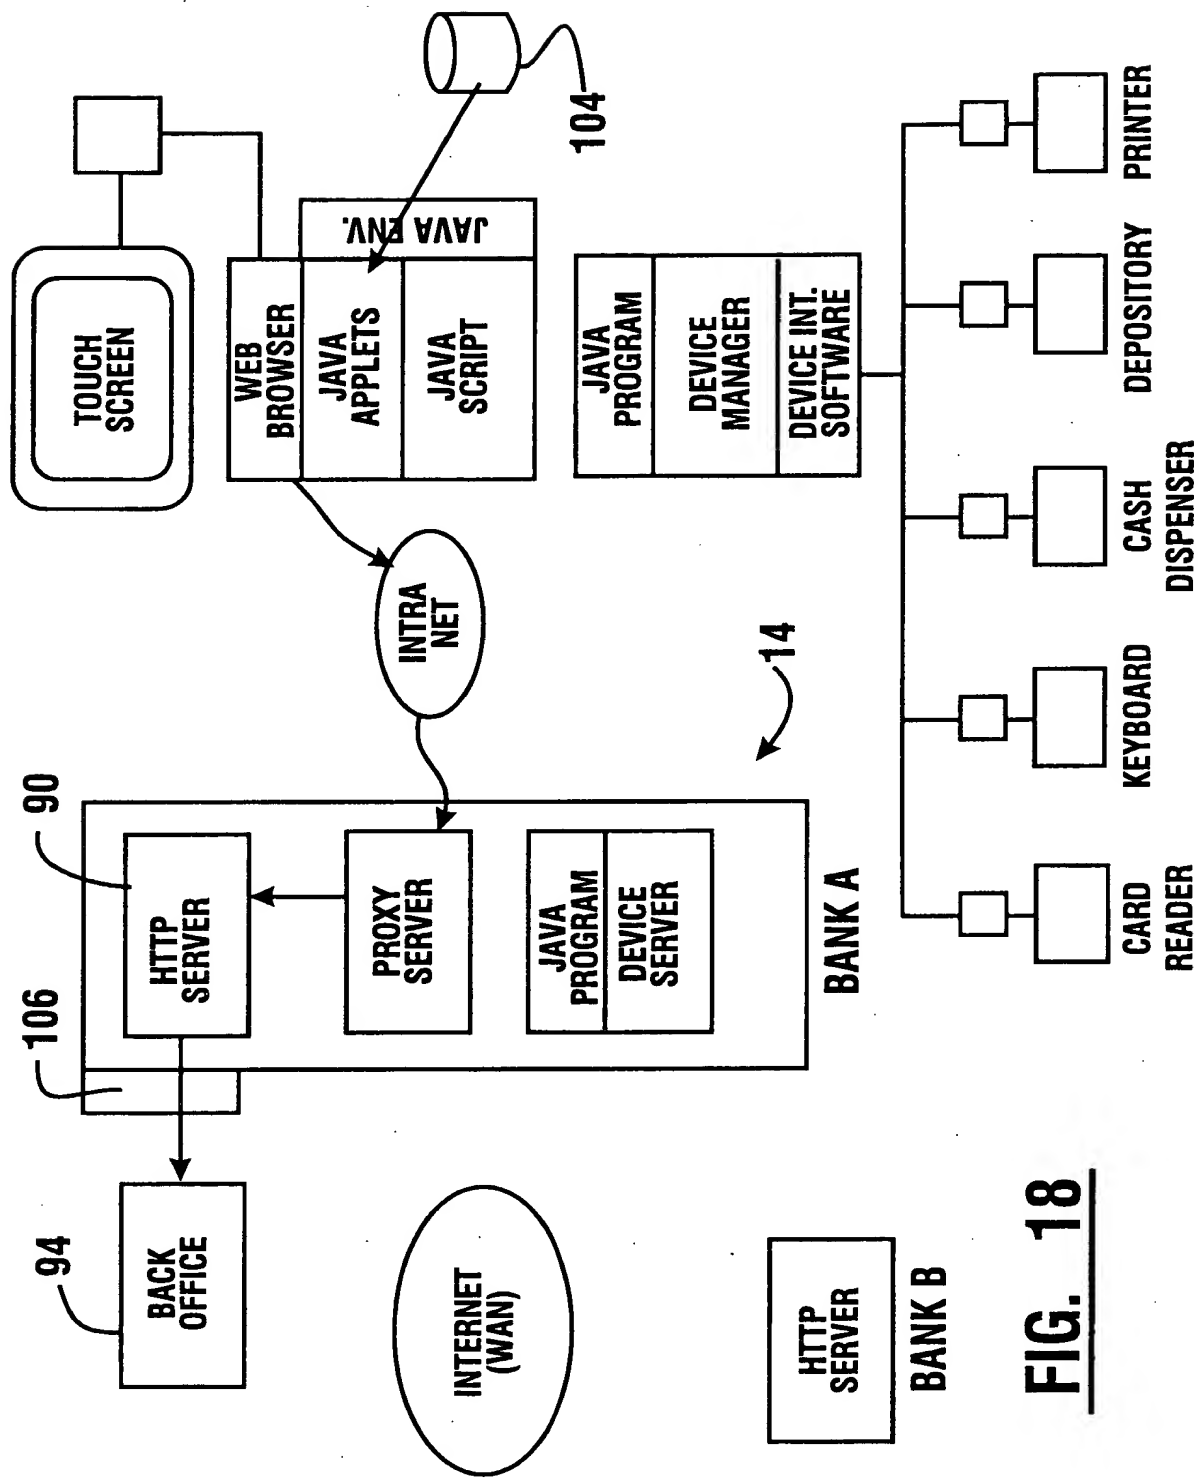 94
BACK
OFFICE
106
90
HTTP
SERVER
PROXY
SERVER
JAVA
PROGRAM
DEVICE
SERVER
BANK A
INTERNET
(WAN)
HTTP
SERVER
BANK B
INTRA
NET
14
TOUCH
SCREEN
WEB
BROWSER
JAVA
APPLETS
JAVA
SCRIPT
JAVA ENV.
104
JAVA
PROGRAM
DEVICE
MANAGER
DEVICE INT.
SOFTWARE
CARD
READER
KEYBOARD
CASH
DISPENSER
DEPOSITORY
PRINTER
FIG. 18